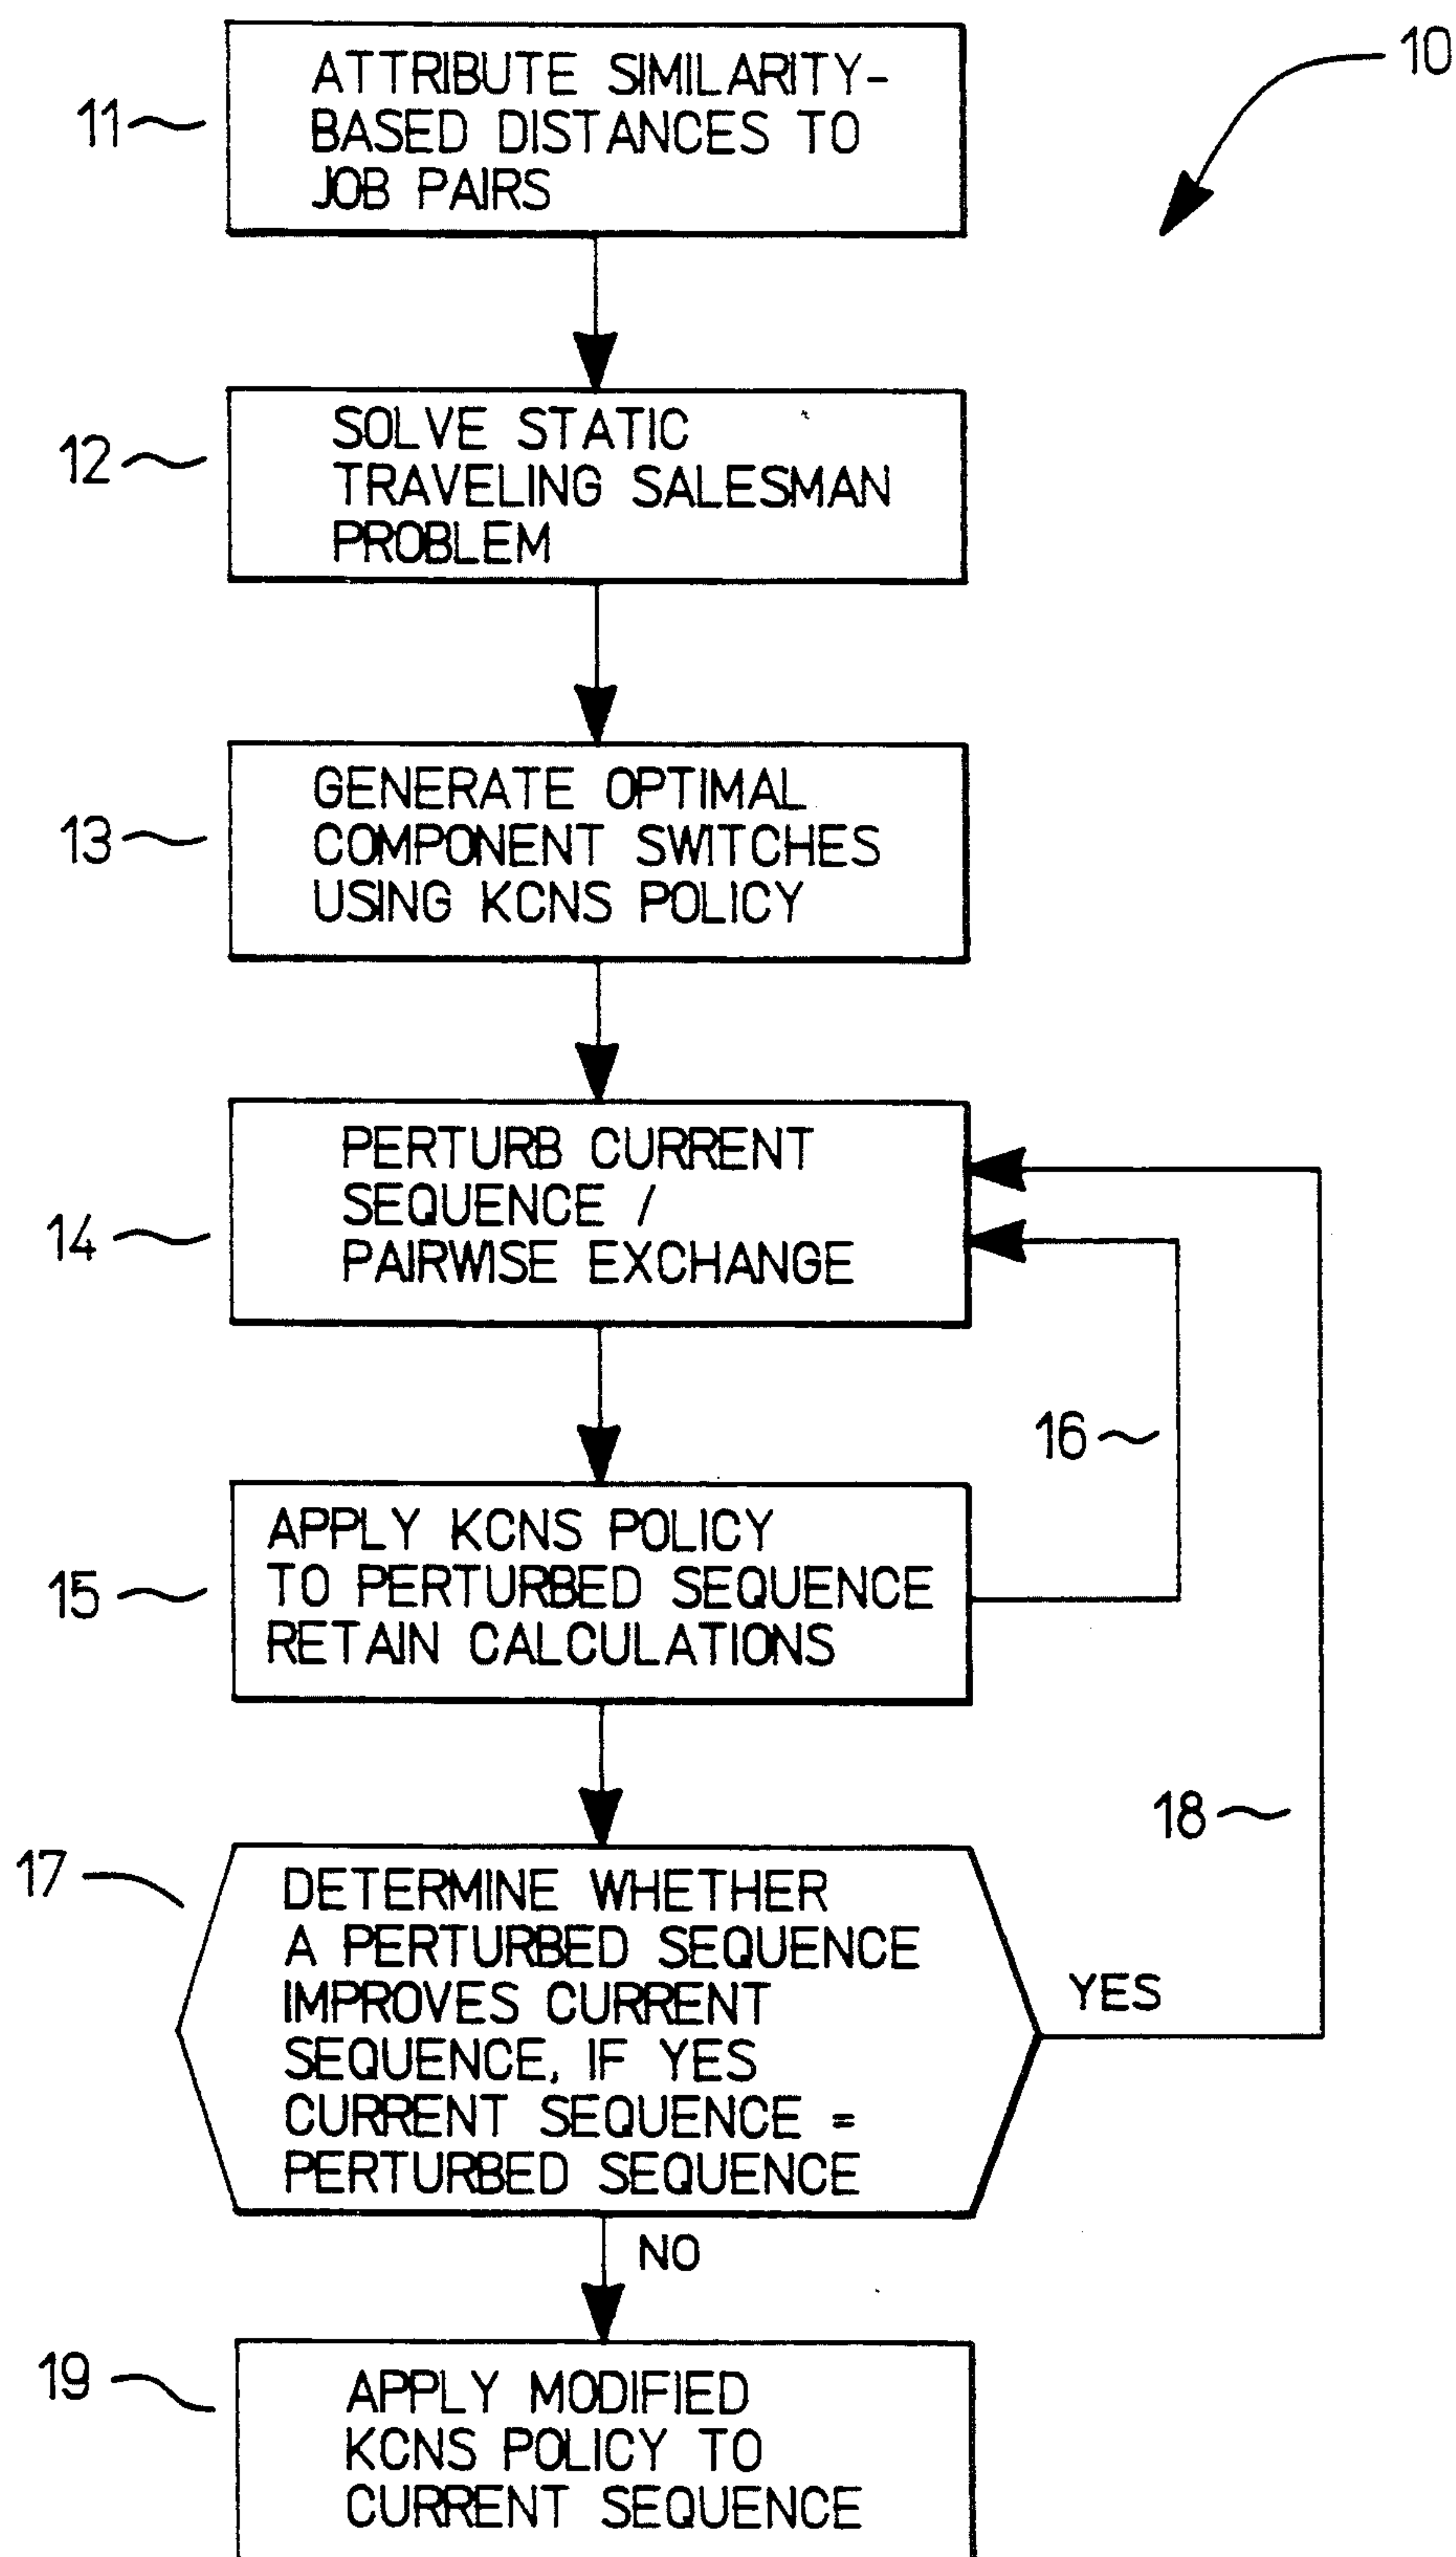 10
11
ATTRIBUTE SIMILARITY-
BASED DISTANCES TO
JOB PAIRS
12
SOLVE STATIC
TRAVELING SALESMAN
PROBLEM
13
GENERATE OPTIMAL
COMPONENT SWITCHES
USING KCNS POLICY
14
PERTURB CURRENT
SEQUENCE /
PAIRWISE EXCHANGE
16
15
APPLY KCNS POLICY
TO PERTURBED SEQUENCE
RETAIN CALCULATIONS
18
17
DETERMINE WHETHER
A PERTURBED SEQUENCE
IMPROVES CURRENT
SEQUENCE, IF YES
CURRENT SEQUENCE =
PERTURBED SEQUENCE
YES
NO
19
APPLY MODIFIED
KCNS POLICY TO
CURRENT SEQUENCE